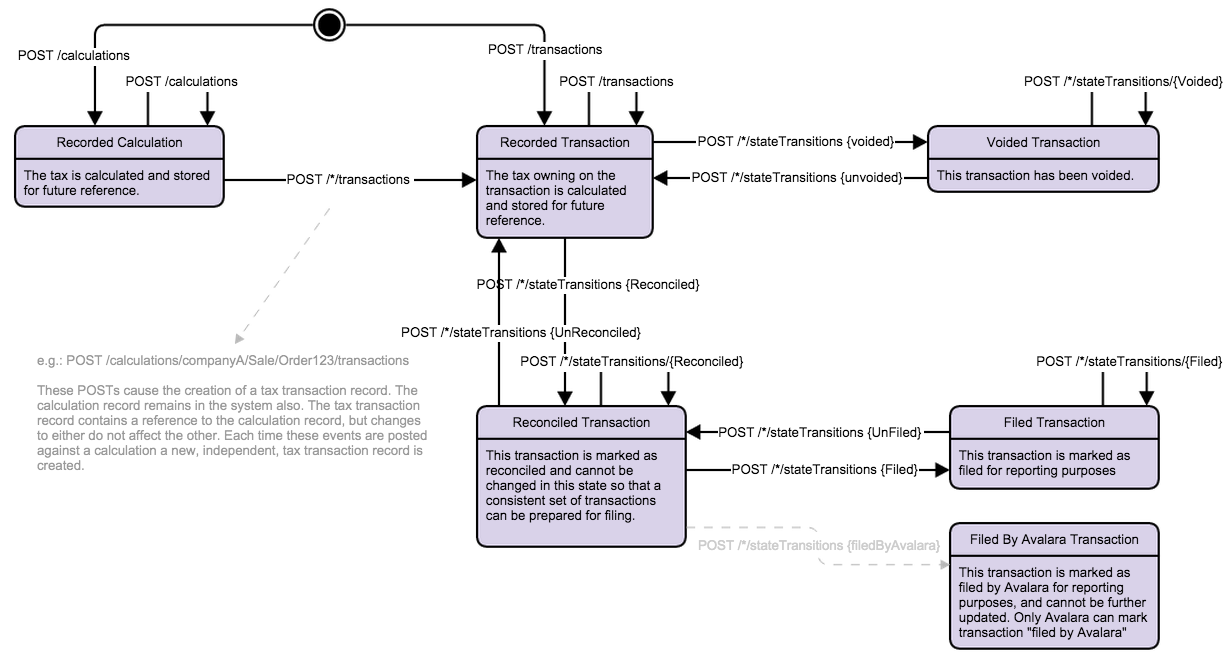 POST /calculations
POST /transactions
POST /calculations
POST /transactions
POST /*/stateTransitions/{Voided}
Recorded Calculation
The tax is calculated and stored
for future reference.
POST /*/transactions
Recorded Transaction
The tax owning on the
transaction is calculated
and stored for future
reference.
POST /*/stateTransitions {voided}
POST /*/stateTransitions {unvoided}
Voided Transaction
This transaction has been voided.
POST /*/stateTransitions {Reconciled}
POST /*/stateTransitions {UnReconciled}
e.g.: POST /calculations/companyA/Sale/Order123/transactions
These POSTs cause the creation of a tax transaction record. The
calculation record remains in the system also. The tax transaction
record contains a reference to the calculation record, but changes
to either do not affect the other. Each time these events are posted
against a calculation a new, independent, tax transaction record is
created.
POST /*/stateTransitions/{Reconciled}
POST /*/stateTransitions/{Filed}
Reconciled Transaction
This transaction is marked as
reconciled and cannot be
changed in this state so that a
consistent set of transactions
can be prepared for filing.
POST /*/stateTransitions {UnFiled}
POST /*/stateTransitions {Filed}
Filed Transaction
This transaction is marked as
filed for reporting purposes
POST /*/stateTransitions {filedByAvalara}
Filed By Avalara Transaction
This transaction is marked as
filed by Avalara for reporting
purposes, and cannot be further
updated. Only Avalara can mark
transaction "filed by Avalara"